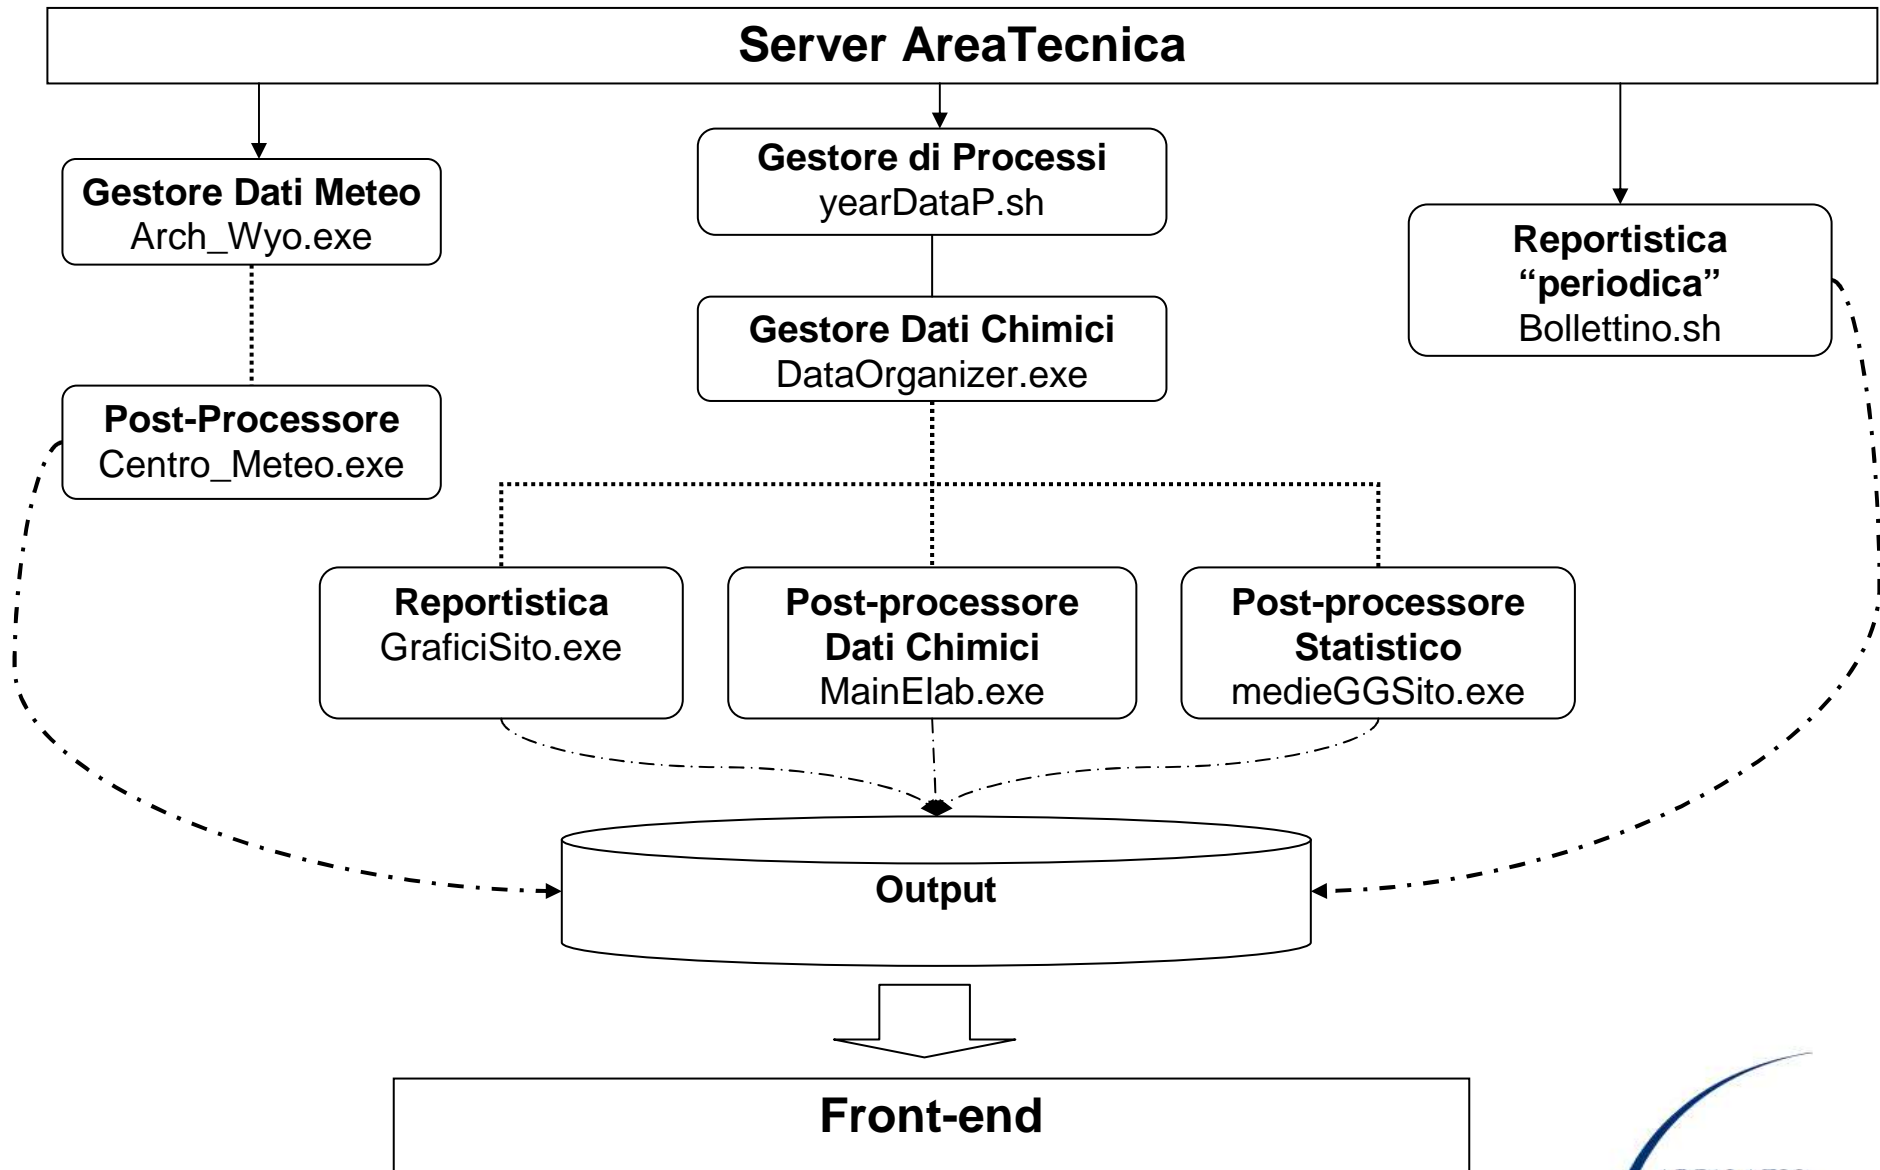 Server AreaTecnica
Gestore Dati Meteo
Arch_Wyo.exe
Gestore di Processi
yearDataP.sh
Reportistica
“periodica”
Bollettino.sh
Gestore Dati Chimici
DataOrganizer.exe
Post-Processore
Centro_Meteo.exe
Reportistica
GraficiSito.exe
Post-processore
Dati Chimici
MainElab.exe
Post-processore
Statistico
medieGGSito.exe
Output
Front-end